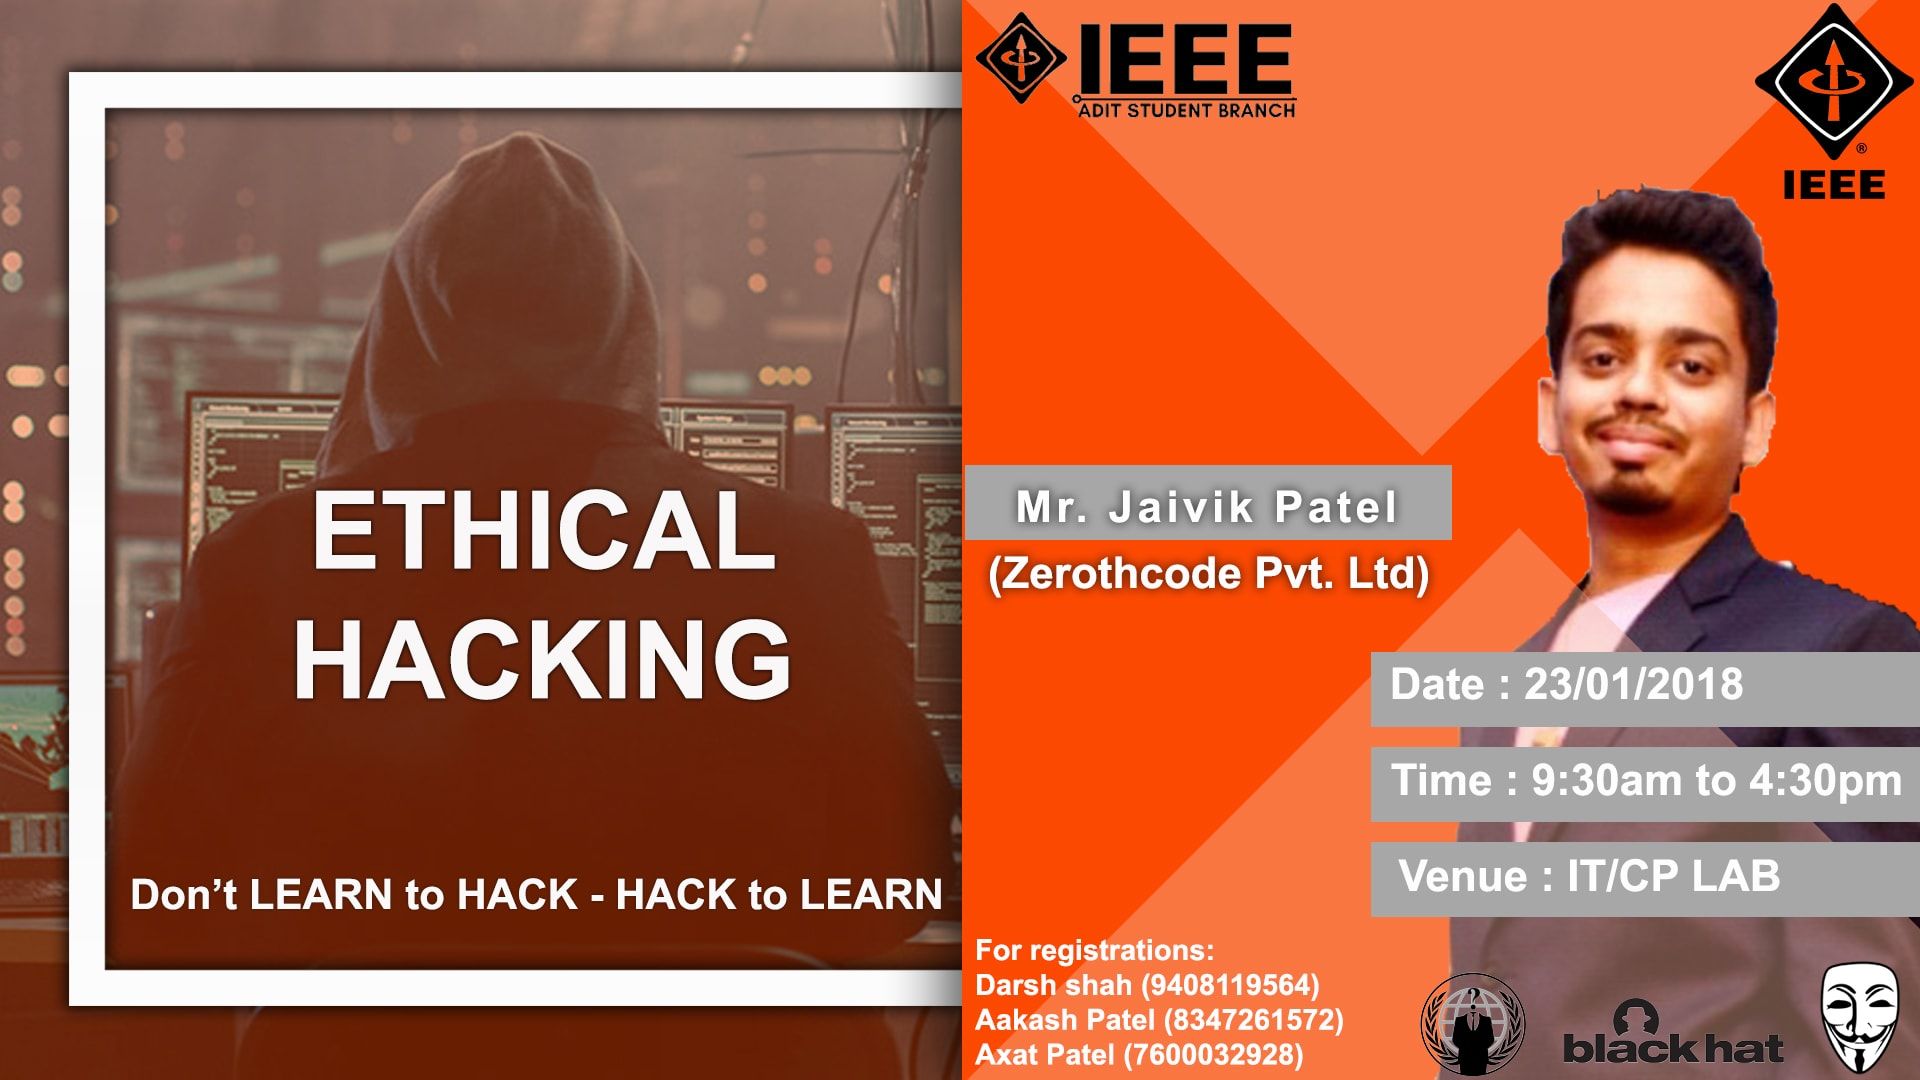 ETHICAL
HACKING
Don’t LEARN to HACK - HACK to LEARN
IEEE
ADIT STUDENT BRANCH
®
IEEE
Mr. Jaivik Patel
(Zerothcode Pvt. Ltd)
Date : 23/01/2018
Time : 9:30am to 4:30pm
Venue : IT/CP LAB
For registrations:
Darsh shah (9408119564)
Aakash Patel (8347261572)
Axat Patel (7600032928)
?
black hat